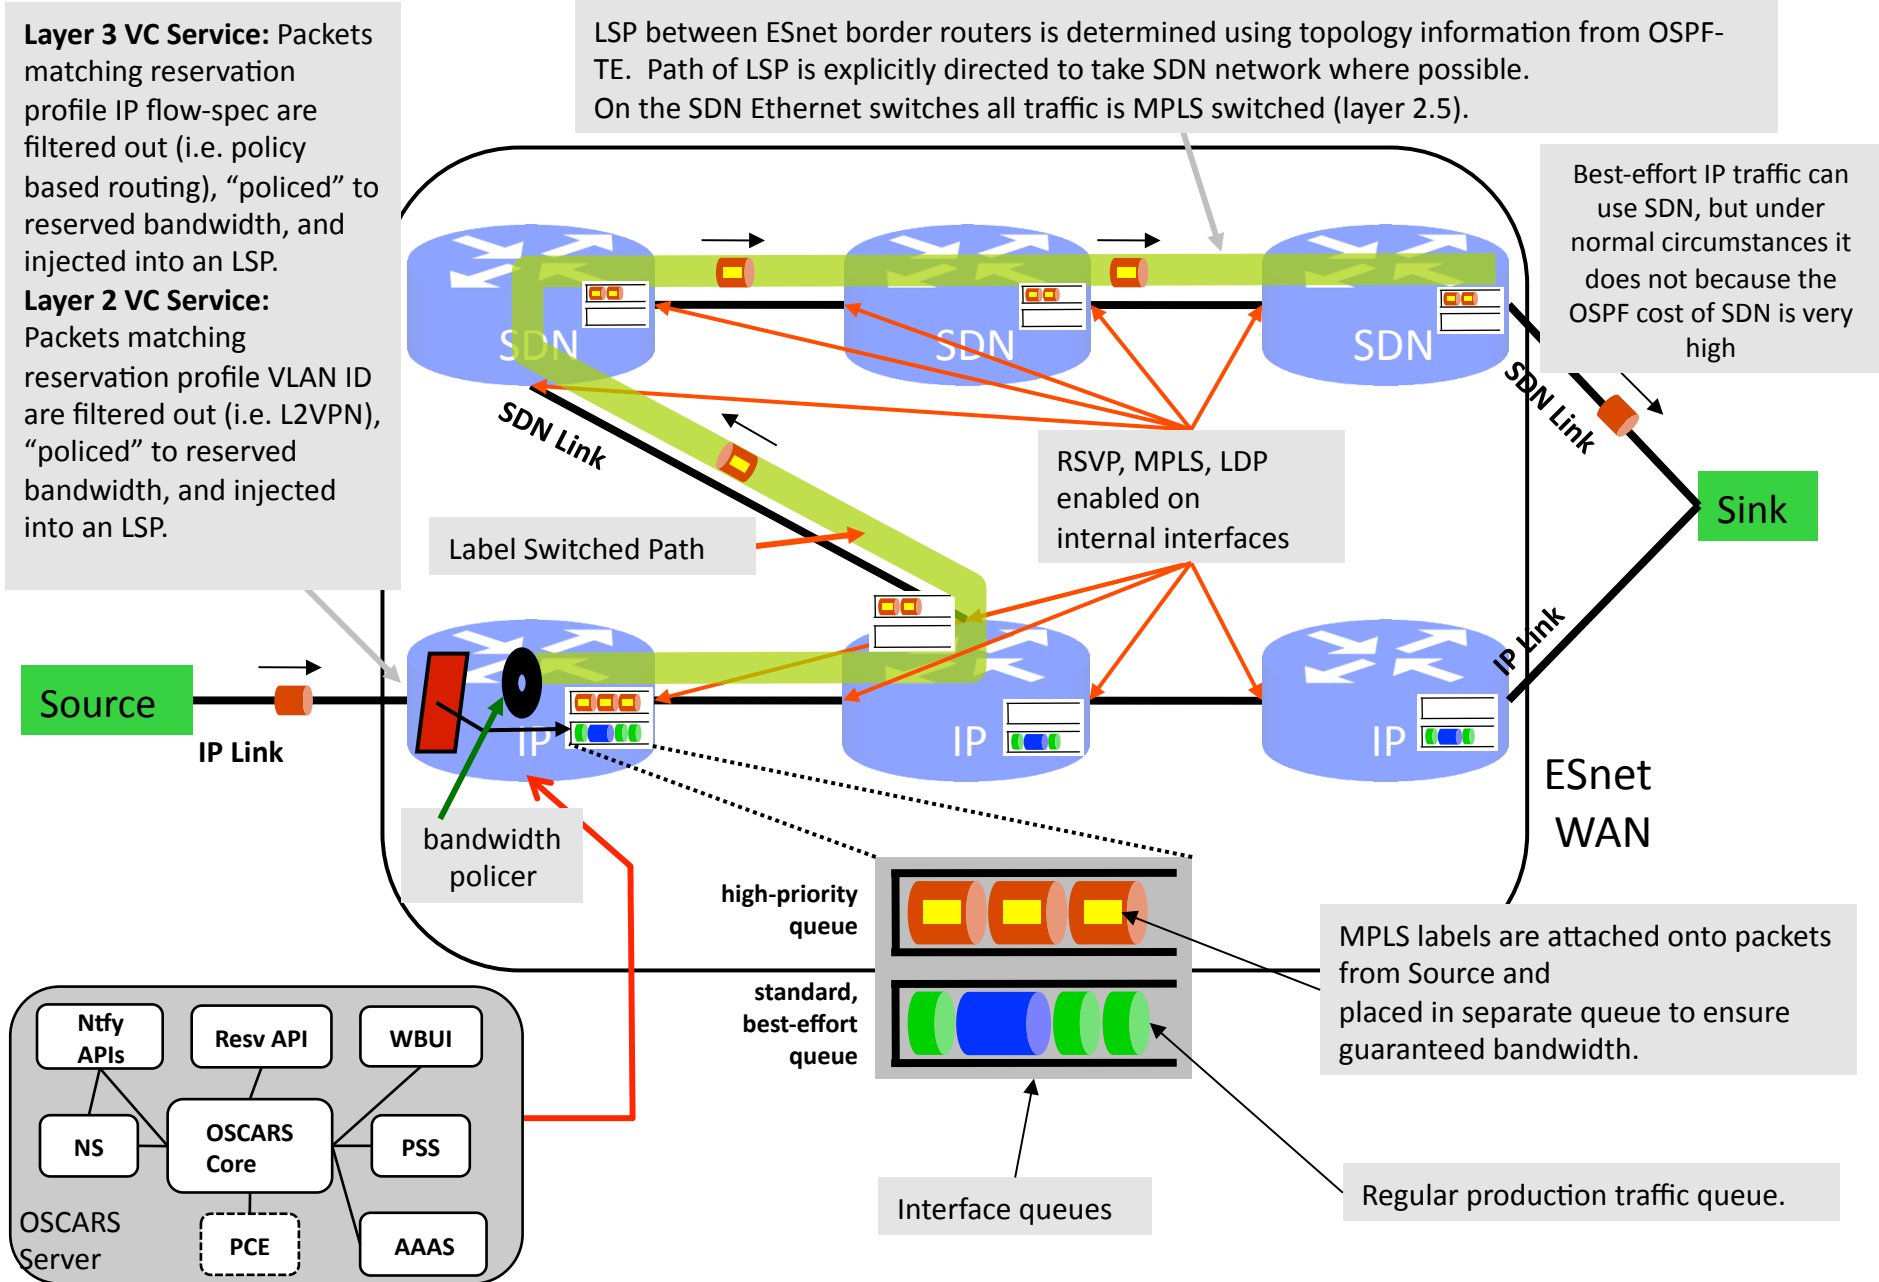 Layer 3 VC Service: Packets
matching reservation
profile IP flow-spec are
filtered out (i.e. policy
based routing), “policed” to
reserved bandwidth, and
injected into an LSP.
Layer 2 VC Service:
Packets matching
reservation profile VLAN ID
are filtered out (i.e. L2VPN),
“policed” to reserved
bandwidth, and injected
into an LSP.
LSP between ESnet border routers is determined using topology information from OSPF-
TE. Path of LSP is explicitly directed to take SDN network where possible.
On the SDN Ethernet switches all traffic is MPLS switched (layer 2.5).
Best-effort IP traffic can
use SDN, but under
normal circumstances it
does not because the
OSPF cost of SDN is very
high
SDN
SDN
SDN
SDN Link
SDN Link
RSVP, MPLS, LDP
enabled on
internal interfaces
Label Switched Path
Sink
Source
IP Link
IP
IP
IP
IP Link
ESnet
WAN
bandwidth
policer
high-priority
queue
standard,
best-effort
queue
MPLS labels are attached onto packets
from Source and
placed in separate queue to ensure
guaranteed bandwidth.
Interface queues
Regular production traffic queue.
Ntfy
APIs
Resv API
WBUI
NS
OSCARS
Core
PSS
OSCARS
Server
PCE
AAAS